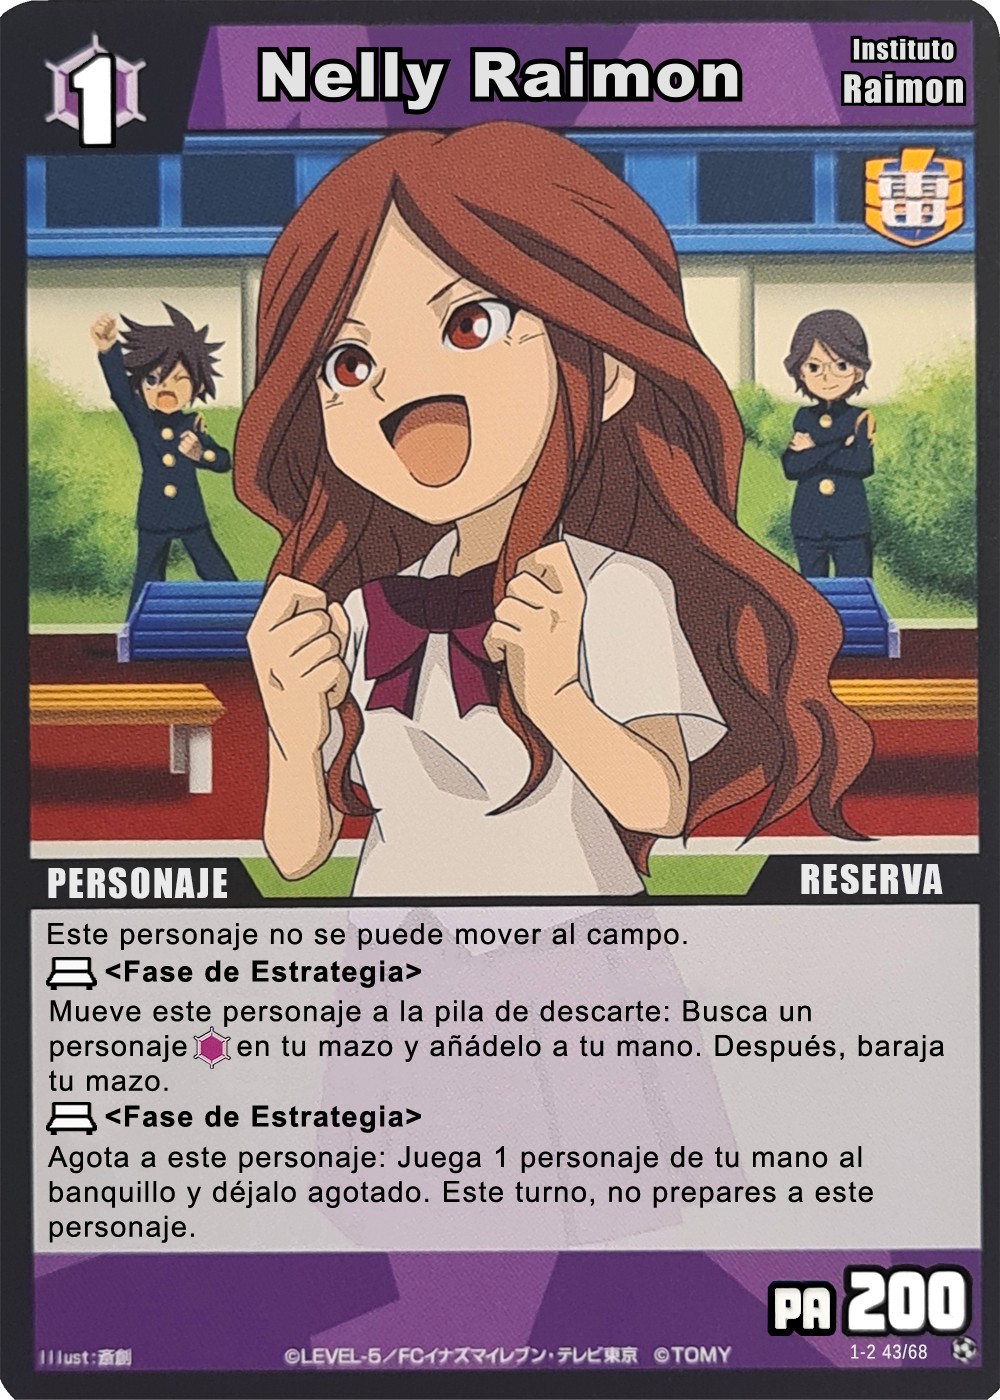 1
Nelly Raimon
Instituto
Raimon
雷
PERSONAJE
RESERVA
Este personaje no se puede mover al campo.
<Fase de Estrategia>
Mueve este personaje a la pila de descarte: Busca un
personaje en tu mazo y añádelo a tu mano. Después, baraja
tu mazo.
<Fase de Estrategia>
Agota a este personaje: Juega 1 personaje de tu mano al
banquillo y déjalo agotado. Este turno, no prepares a este
personaje.
PA 200
Illust:斎創
©LEVEL-5／FCイナズマイレブン・テレビ東京 ©TOMY
1-2 43/68